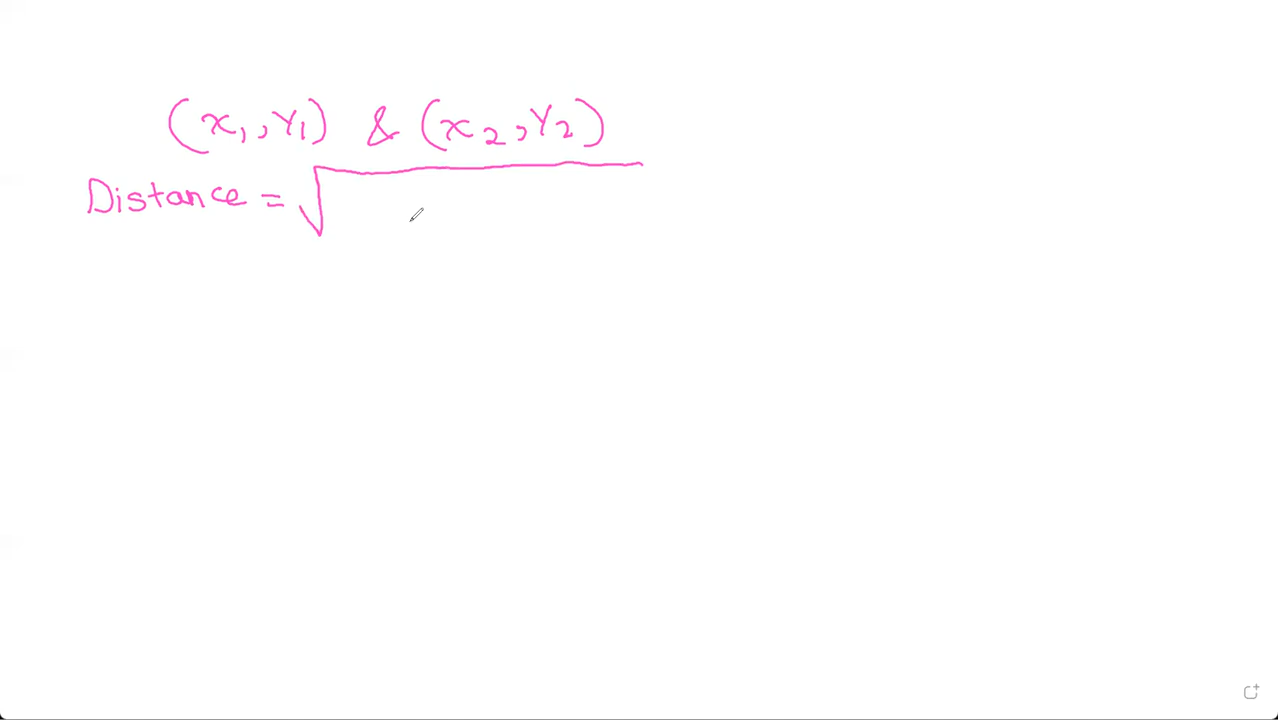 (x₁,Y₁) & (x₂,Y₂)
Distance = √